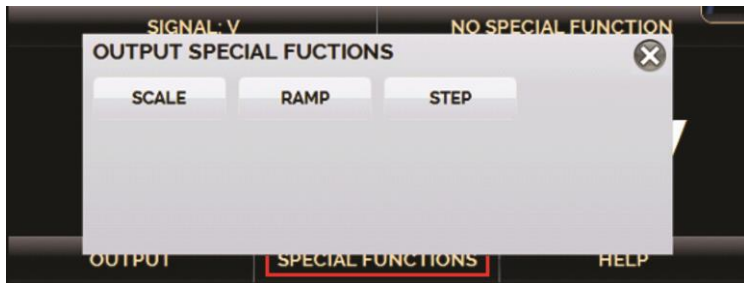 SIGNAL: V NO SPECIAL FUNCTION
OUTPUT SPECIAL FUCTIONS
SCALE RAMP STEP
OUTPUT SPECIAL FUNCTIONS HELP